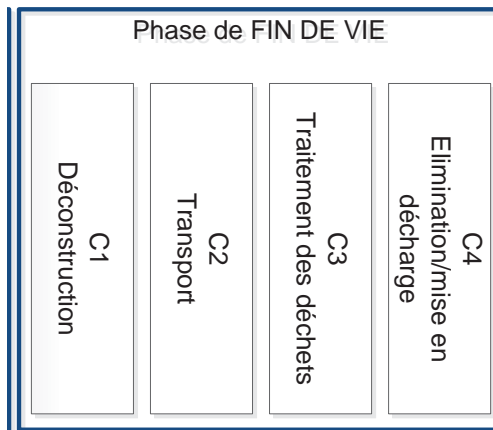 Phase de FIN DE VIE
C1
Déconstruction
C2
Transport
C3
Traitement des déchets
C4
Elimination/mise en
décharge